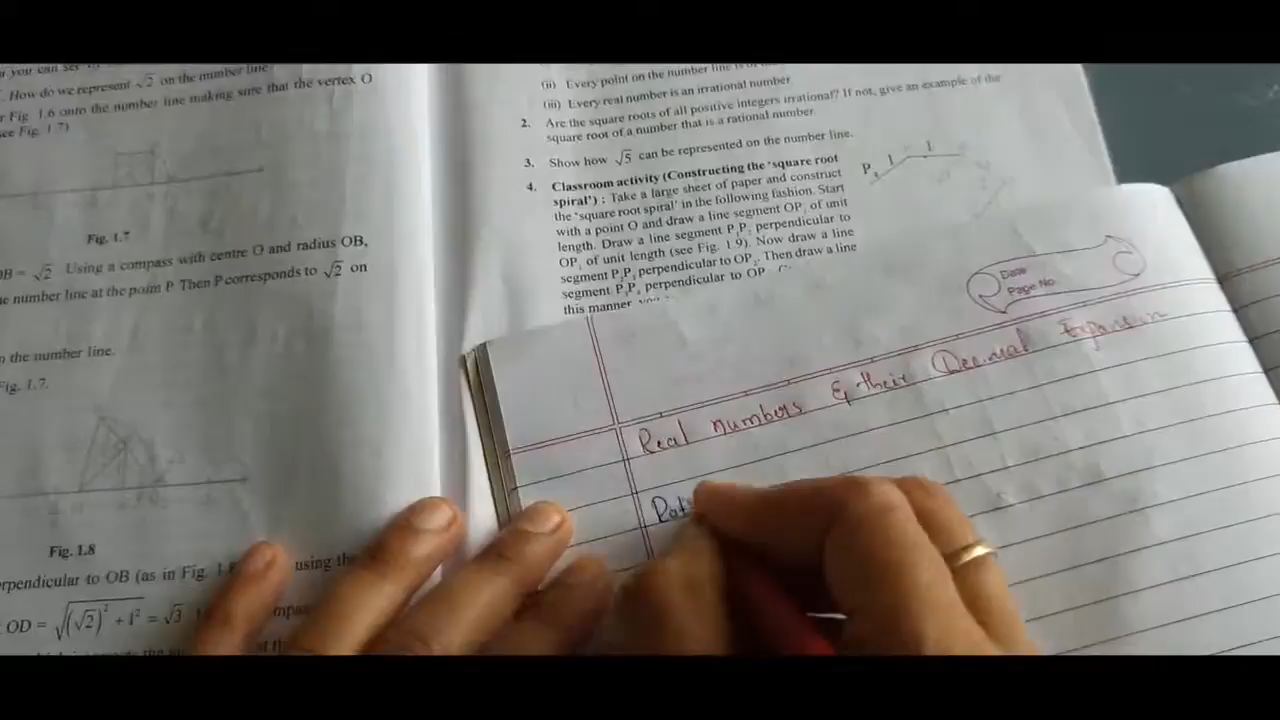 How do we represent √2 on the number line
Fig 1.6 onto the number line making sure that the vertex O
see Fig. 1.7)
Fig. 1.7
OB = √2 Using a compass with centre O and radius OB,
number line at the point P Then P corresponds to √2 on
the number line.
Fig. 1.7.
Fig. 1.8
perpendicular to OB (as in Fig. using the
OD = √(√2)² + 1² = √3
(ii) Every point on the number line is
(iii) Every real number is an irrational number.
2. Are the square roots of all positive integers irrational? If not, give an example of the
square root of a number that is a rational number.
3. Show how √5 can be represented on the number line.
4. Classroom activity (Constructing the 'square root
spiral') : Take a large sheet of paper and construct
the 'square root spiral' in the following fashion. Start
with a point O and draw a line segment OP₁ of unit
length. Draw a line segment P₁P₂ perpendicular to
OP₁ of unit length (see Fig. 1.9). Now draw a line
segment P₂P₃ perpendicular to OP₂. Then draw a line
segment P₃P₄ perpendicular to OP
this manner
1 1
Date
Page No
Real numbers & their Decimal Expansion